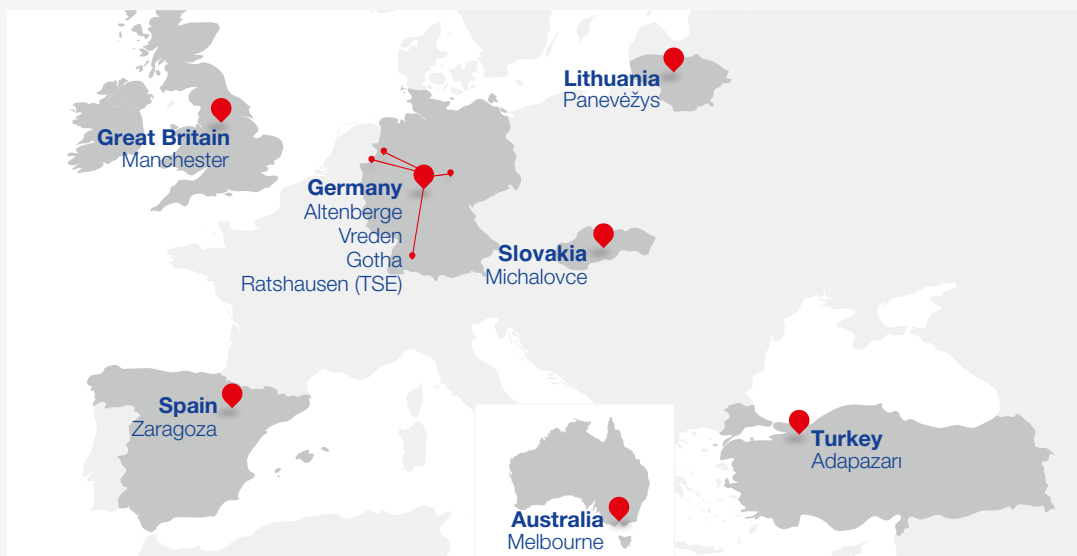 Lithuania
Panevėžys
Great Britain
Manchester
Germany
Altenberge
Vreden
Gotha
Ratshausen (TSE)
Slovakia
Michalovce
Spain
Zaragoza
Turkey
Adapazarı
Australia
Melbourne